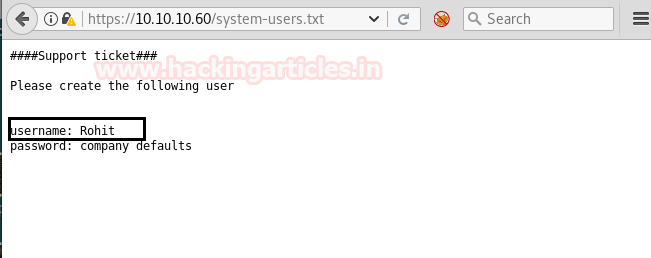 https://10.10.10.60/system-users.txt
Search
####Support ticket###
www.hackingarticles.in
Please create the following user
username: Rohit
password: company defaults